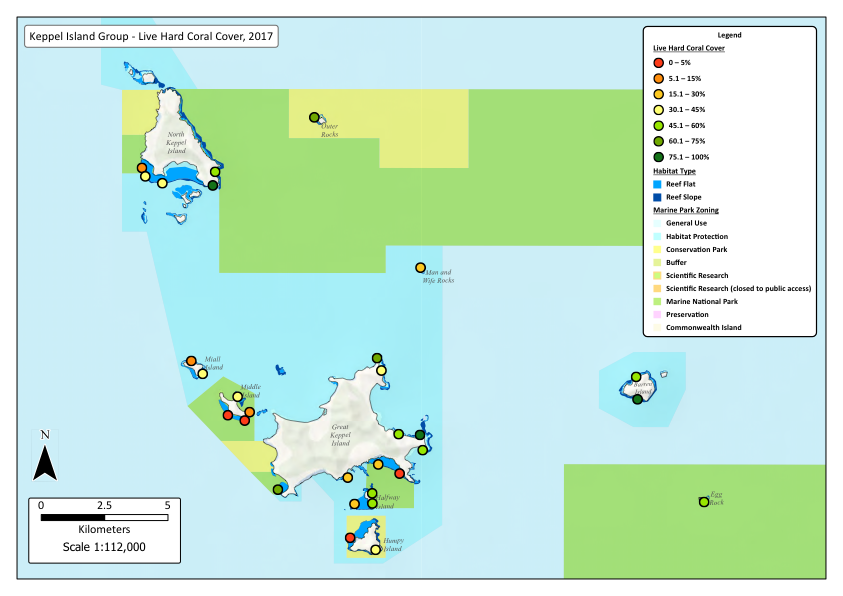 Keppel Island Group - Live Hard Coral Cover, 2017
Legend
Live Hard Coral Cover
0 – 5%
5.1 – 15%
15.1 – 30%
30.1 – 45%
45.1 – 60%
60.1 – 75%
75.1 – 100%
Habitat Type
Reef Flat
Reef Slope
Marine Park Zoning
General Use
Habitat Protection
Conservation Park
Buffer
Scientific Research
Scientific Research (closed to public access)
Marine National Park
Preservation
Commonwealth Island
North
Keppel
Island
Outer
Rocks
Man and
Wife Rocks
Miall
Island
Middle
Island
Great
Keppel
Island
Barren
Island
Halfway
Island
Humpy
Island
Egg
Rock
N
0 2.5 5
Kilometers
Scale 1:112,000